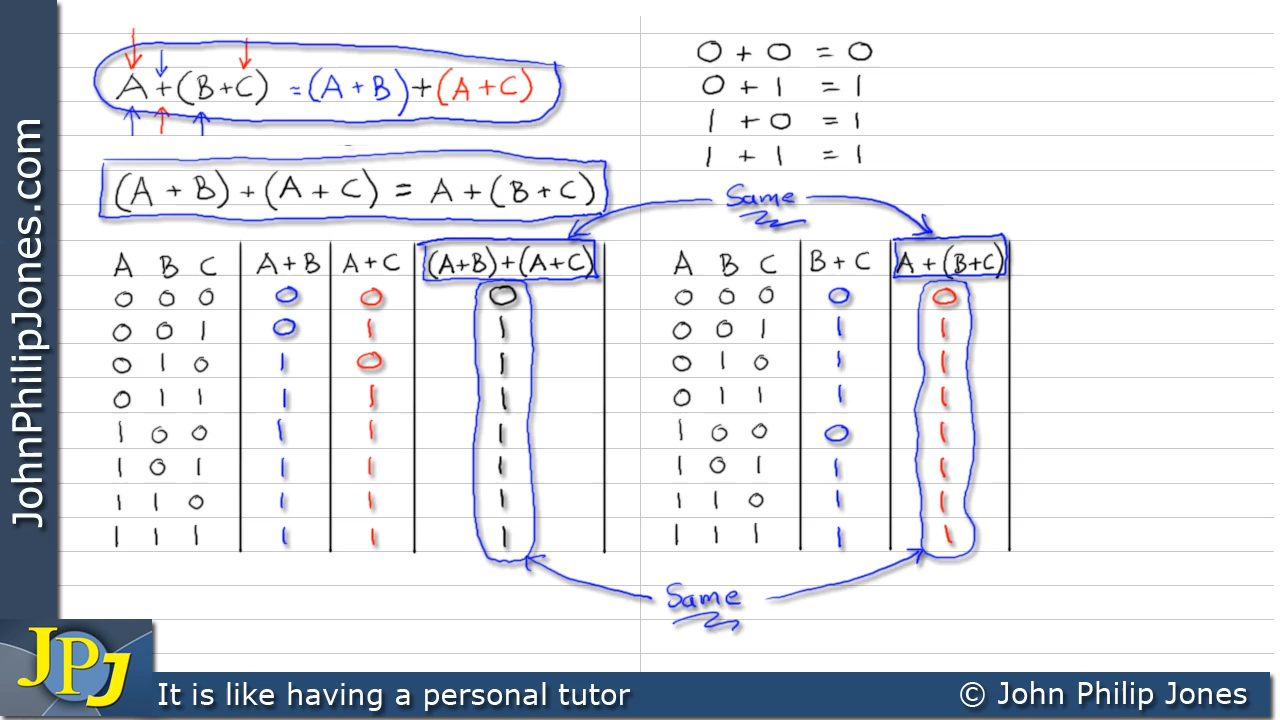 JohnPhilipJones.com
A + (B + C) = (A + B) + (A + C)
(A + B) + (A + C) = A + (B + C)
0 + 0 = 0
0 + 1 = 1
1 + 0 = 1
1 + 1 = 1
Same
A B C A + B A + C (A+B) + (A+C)
0 0 0 0 0 0
0 0 1 0 1 1
0 1 0 1 0 1
0 1 1 1 1 1
1 0 0 1 1 1
1 0 1 1 1 1
1 1 0 1 1 1
1 1 1 1 1 1
A B C B + C A + (B+C)
0 0 0 0 0
0 0 1 1 1
0 1 0 1 1
0 1 1 1 1
1 0 0 0 1
1 0 1 1 1
1 1 0 1 1
1 1 1 1 1
Same
JPJ
It is like having a personal tutor
© John Philip Jones